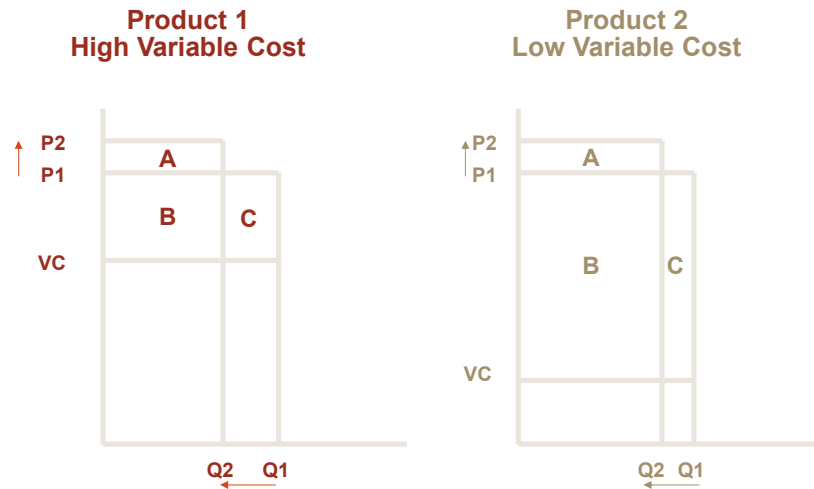 Product 1
High Variable Cost
P2
A
P1
B
C
VC
Q2
Q1
Product 2
Low Variable Cost
P2
A
P1
B
C
VC
Q2
Q1